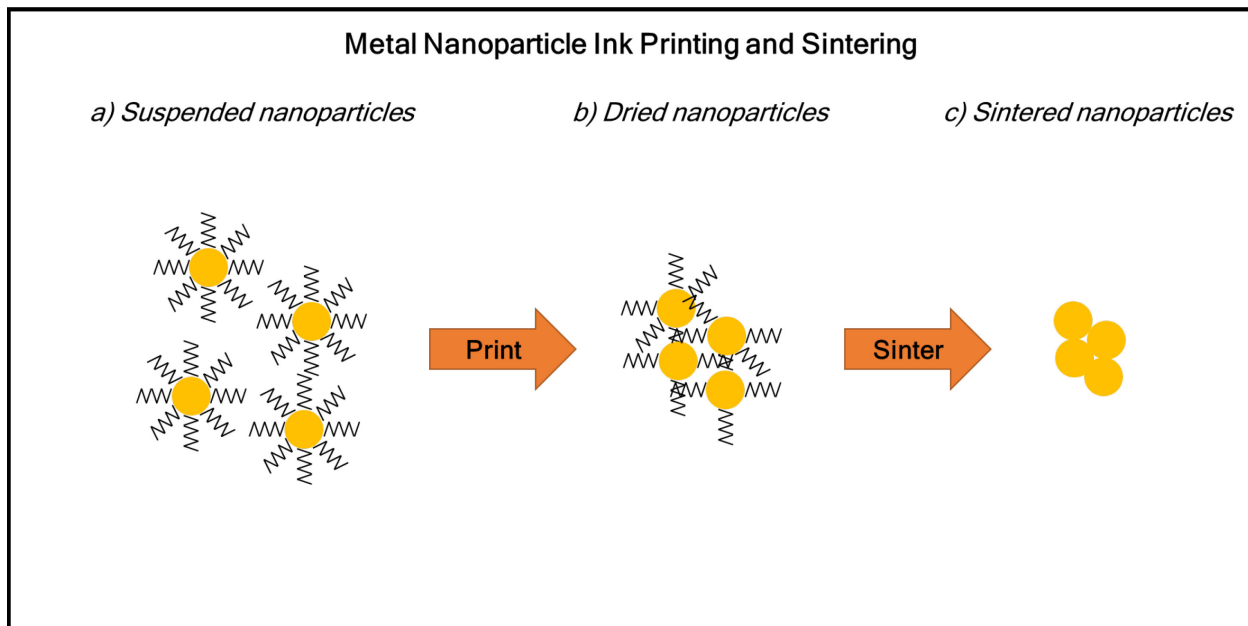 Metal Nanoparticle Ink Printing and Sintering
a) Suspended nanoparticles
b) Dried nanoparticles
c) Sintered nanoparticles
Print
Sinter